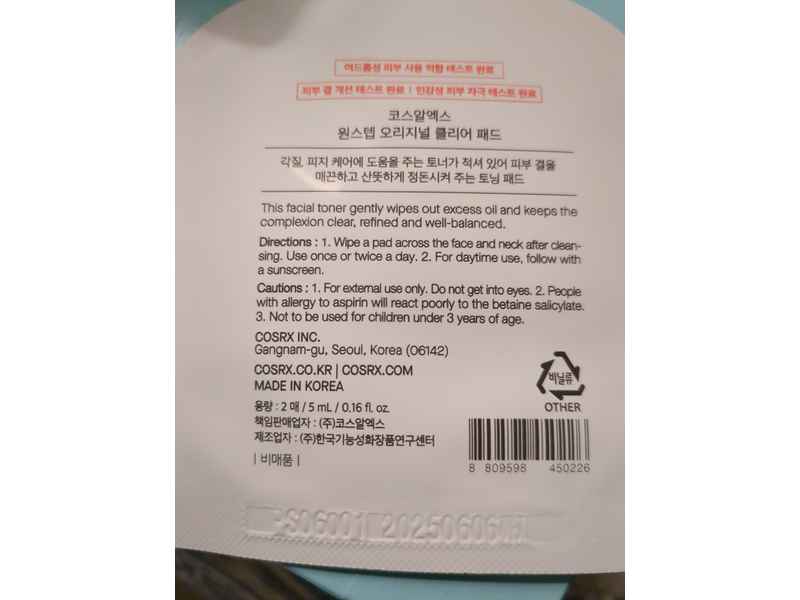 여드름성 피부 사용 적합 테스트 완료
피부 결 개선 테스트 완료 | 민감성 피부 자극 테스트 완료
코스알엑스
원스텝 오리지널 클리어 패드
각질, 피지 케어에 도움을 주는 토너가 적셔 있어 피부 결을
매끈하고 산뜻하게 정돈시켜 주는 토닝 패드
This facial toner gently wipes out excess oil and keeps the
complexion clear, refined and well-balanced.
Directions : 1. Wipe a pad across the face and neck after clean-
sing. Use once or twice a day. 2. For daytime use, follow with
a sunscreen.
Cautions : 1. For external use only. Do not get into eyes. 2. People
with allergy to aspirin will react poorly to the betaine salicylate.
3. Not to be used for children under 3 years of age.
COSRX INC.
Gangnam-gu, Seoul, Korea (06142)
COSRX.CO.KR | COSRX.COM
MADE IN KOREA
용량 : 2 매 / 5 mL / 0.16 fl. oz.
책임판매업자 : (주)코스알엑스
제조업자 : (주)한국기능성화장품연구센터
| 비매품 |
비닐류
OTHER
8 809598 450226
PS06001 20250606까지